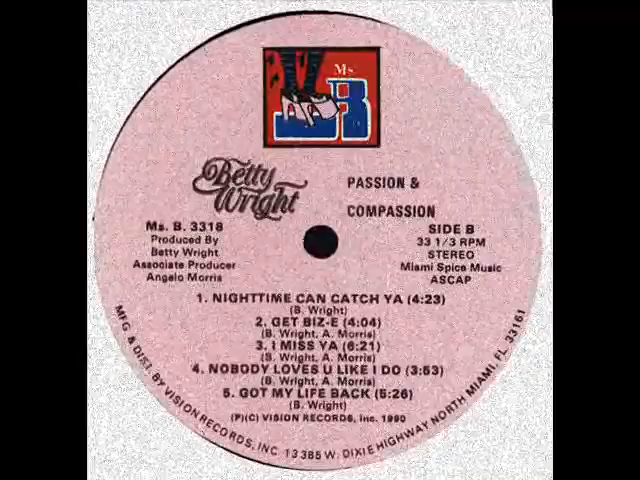 Ms
B
Betty
Wright
PASSION &
COMPASSION
Ms. B. 3318
Produced By
Betty Wright
Associate Producer
Angelo Morris
SIDE B
33 1/3 RPM
STEREO
Miami Spice Music
ASCAP
1. NIGHTTIME CAN CATCH YA (4:23)
(B. Wright)
2. GET BIZ-E (4:04)
(B. Wright, A. Morris)
3. I MISS YA (6:21)
(B. Wright, A. Morris)
4. NOBODY LOVES U LIKE I DO (3:53)
(B. Wright, A. Morris)
5. GOT MY LIFE BACK (5:26)
(B. Wright)
(P)(C) VISION RECORDS, Inc. 1990
MFG & DIST. BY VISION RECORDS, INC. 13385 W. DIXIE HIGHWAY NORTH MIAMI, FL 33161